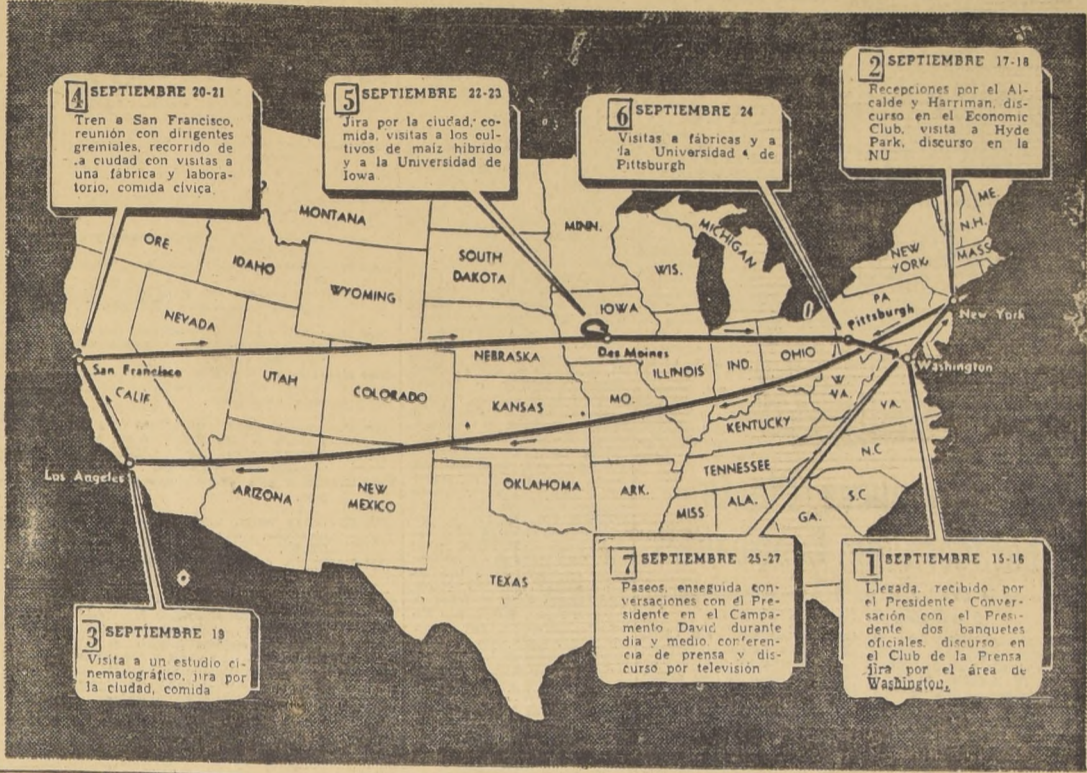 4 SEPTIEMBRE 20-21
Tren a San Francisco,
reunión con dirigentes
gremiales, recorrido de
.a ciudad con visitas a
una fábrica y labora-
torio, comida cívica
5 SEPTIEMBRE 22-23
Jira por la ciudad, co-
mida, visitas a los cul-
tivos de maíz híbrido
y a la Universidad de
Iowa
6 SEPTIEMBRE 24
Visitas a fábricas y a
la Universidad de
Pittsburgh
2 SEPTIEMBRE 17-18
Recepciones por el Al-
calde y Harriman, dis-
curso en el Economic
Club, visita a Hyde
Park, discurso en la
NU
MONTANA
ORE.
IDAHO
WYOMING
NEVADA
SOUTH
DAKOTA
MINN.
WIS.
MICHIGAN
IOWA
NEW
YORK
ME.
N.H.
MASS
PA
Pittsburgh
New York
San Francisco
CALIF.
UTAH
COLORADO
NEBRASKA
Des Moines
KANSAS
MO.
ILLINOIS
IND.
OHIO
W
VA.
VA.
Washington
KENTUCKY
N.C
TENNESSEE
S.C
Los Angeles
ARIZONA
NEW
MEXICO
OKLAHOMA
ARK.
MISS
ALA.
GA.
TEXAS
3 SEPTIEMBRE 19
Visita a un estudio ci-
nematográfico, jira por
la ciudad, comida
7 SEPTIEMBRE 25-27
Paseos, enseguida con-
versaciones con el Pre-
sidente en el Campa-
mento David durante
día y medio, conferen-
cia de prensa y dis-
curso por televisión
1 SEPTIEMBRE 15-16
Llegada, recibido por
el Presidente Conver-
sación con el Presi-
dente dos banquetes
oficiales, discurso en
el Club de la Prensa
jira por el área de
Washington.